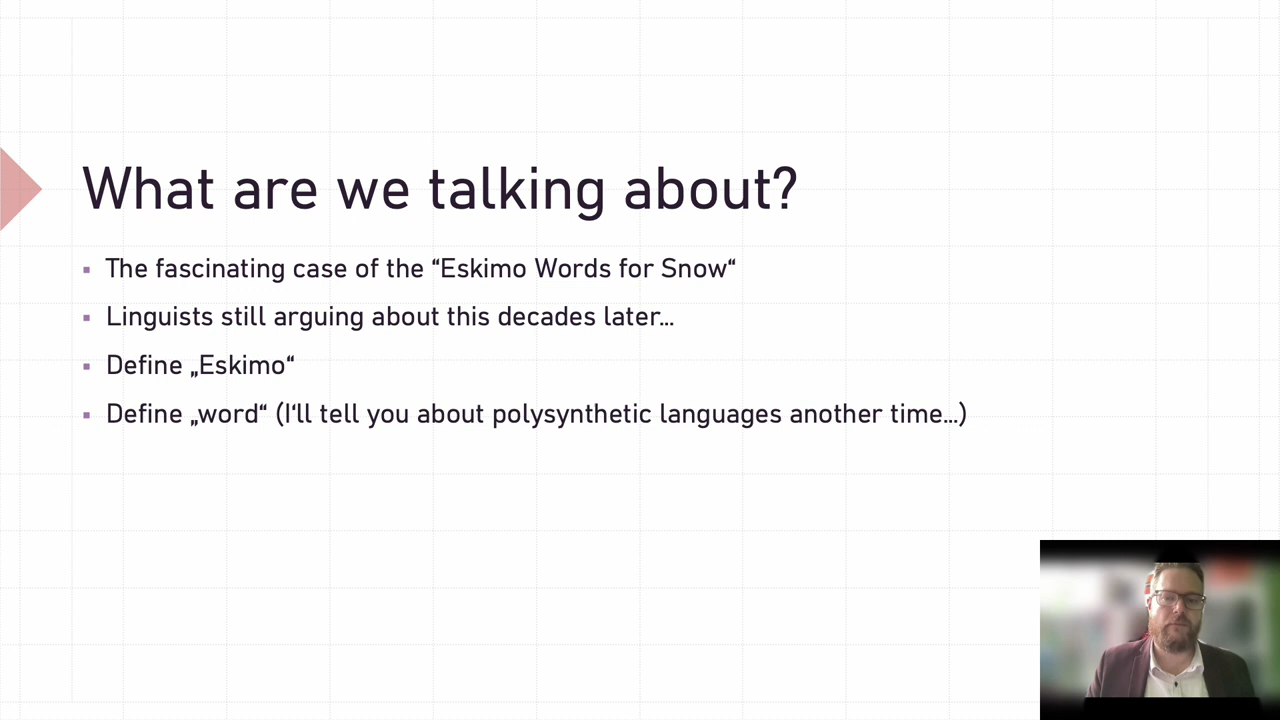 What are we talking about?
The fascinating case of the “Eskimo Words for Snow“
Linguists still arguing about this decades later...
Define „Eskimo“
Define „word“ (I‘ll tell you about polysynthetic languages another time...)